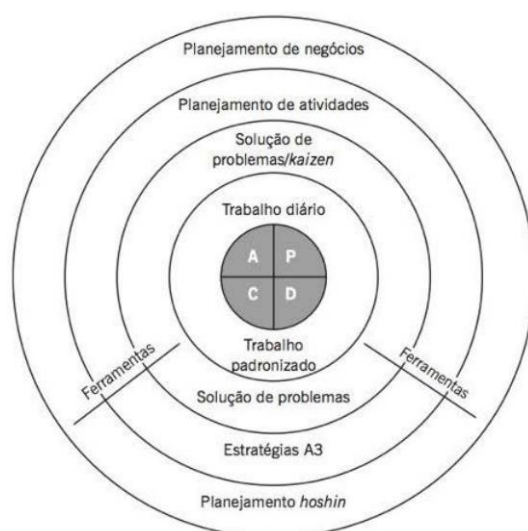 Planejamento de negócios
Planejamento de atividades
Solução de
problemas/kaizen
Trabalho diário
A P
C D
Trabalho
padronizado
Ferramentas
Ferramentas
Solução de problemas
Estratégias A3
Planejamento hoshin